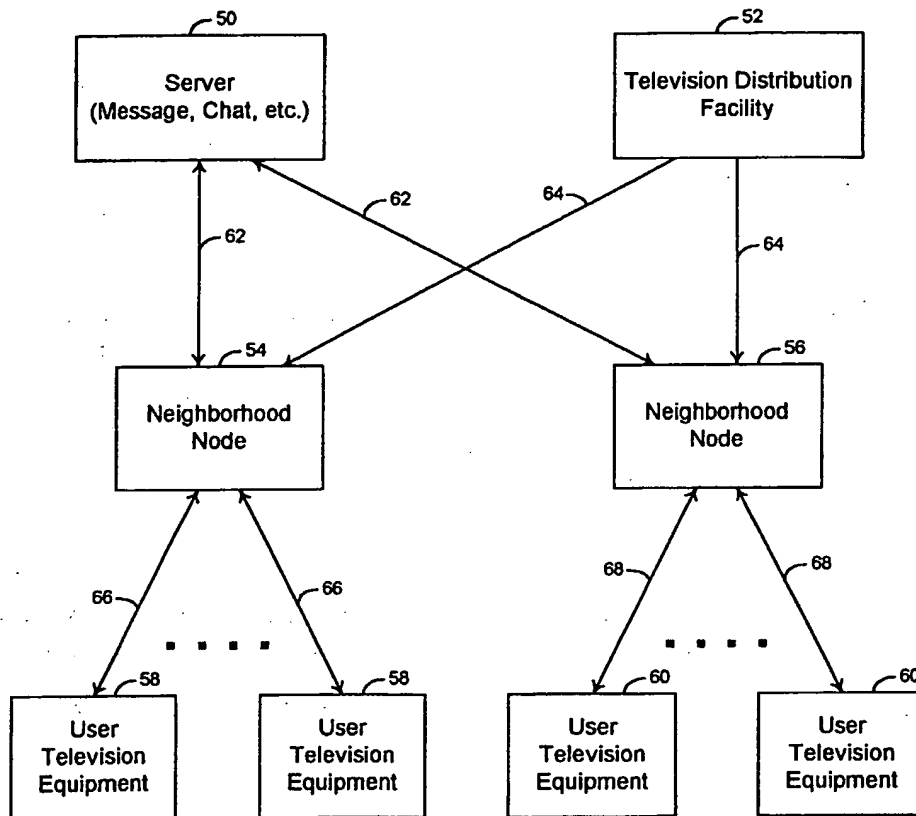 50
52
Server
(Message, Chat, etc.)
Television Distribution
Facility
62
64
62
64
54
56
Neighborhood
Node
Neighborhood
Node
66
66
68
68
58
58
60
60
User
Television
Equipment
User
Television
Equipment
User
Television
Equipment
User
Television
Equipment